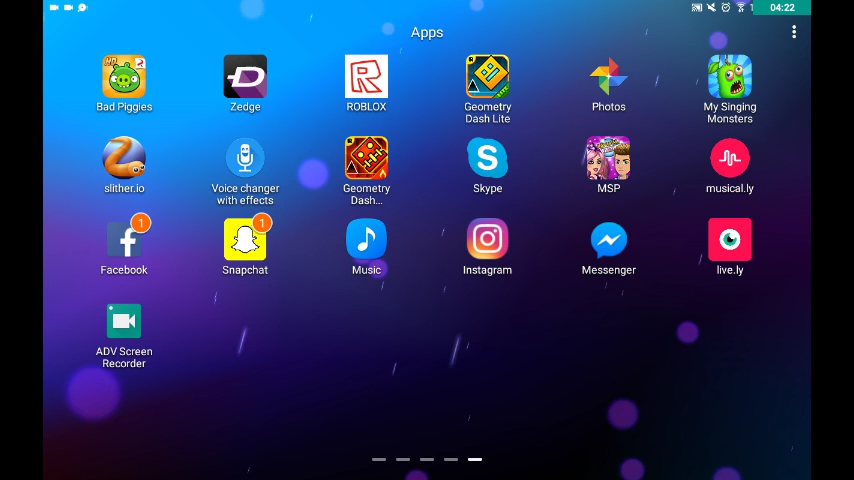 04:22
Apps
Bad Piggies
Zedge
ROBLOX
Geometry
Dash Lite
Photos
My Singing
Monsters
slither.io
Voice changer
with effects
Geometry
Dash...
Skype
MSP
musical.ly
1
Facebook
1
Snapchat
Music
Instagram
Messenger
live.ly
ADV Screen
Recorder